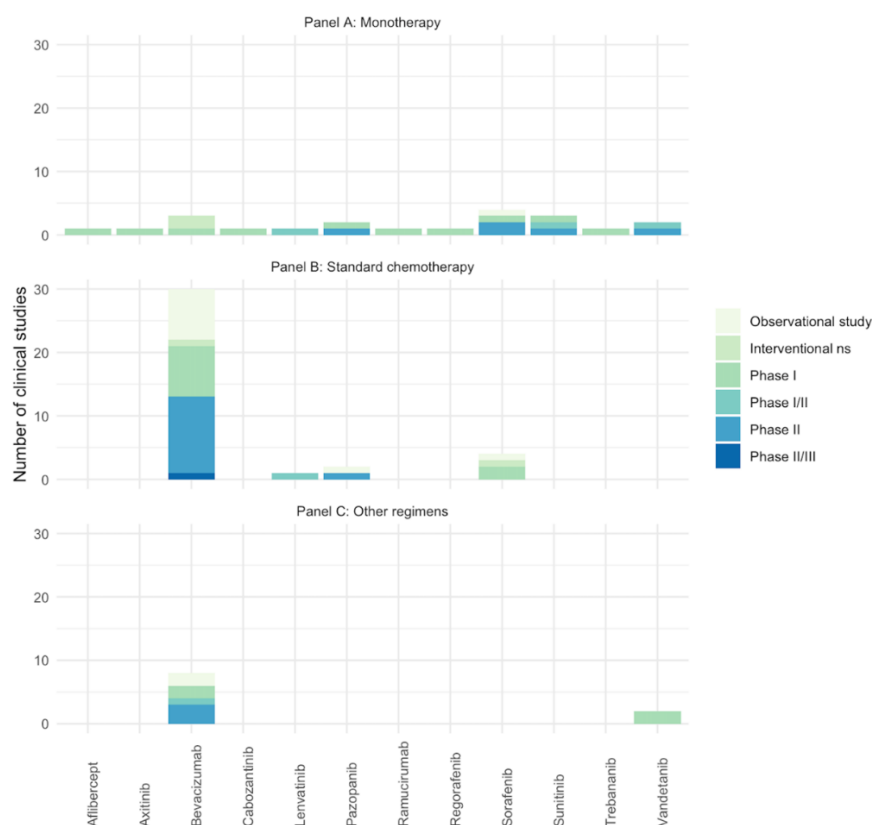 Panel A: Monotherapy
30
20
10
0
Panel B: Standard chemotherapy
30
20
10
0
Panel C: Other regimens
30
20
10
0
Number of clinical studies
Aflibercept
Axitinib
Bevacizumab
Cabozantinib
Lenvatinib
Pazopanib
Ramucirumab
Regorafenib
Sorafenib
Sunitinib
Trebananib
Vandetanib
Observational study
Interventional ns
Phase I
Phase I/II
Phase II
Phase II/III